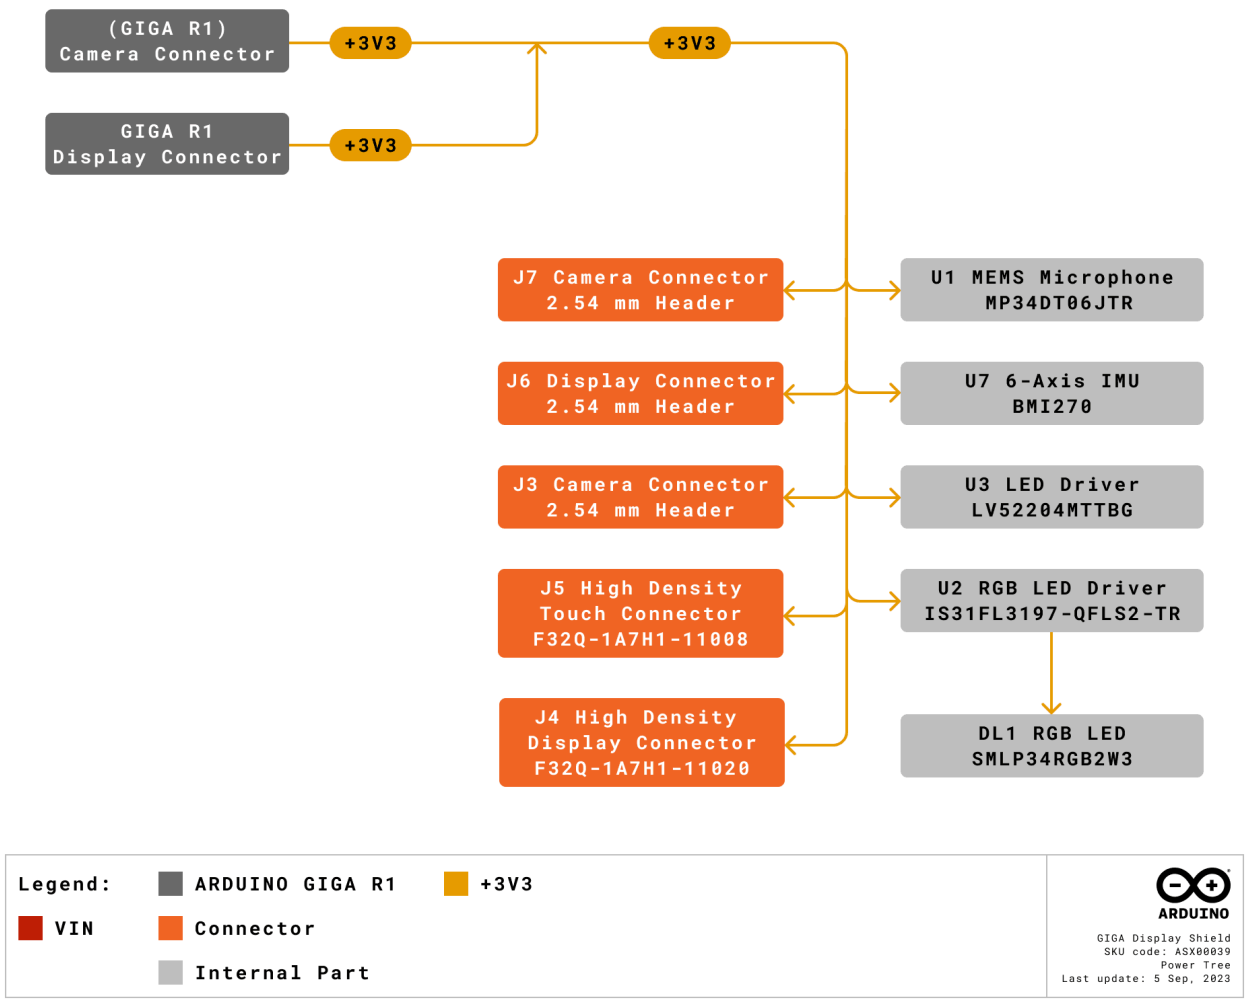 (GIGA R1)
Camera Connector
+3V3
+3V3
GIGA R1
Display Connector
+3V3
J7 Camera Connector
2.54 mm Header
U1 MEMS Microphone
MP34DT06JTR
J6 Display Connector
2.54 mm Header
U7 6-Axis IMU
BMI270
J3 Camera Connector
2.54 mm Header
U3 LED Driver
LV52204MTTBG
J5 High Density
Touch Connector
F32Q-1A7H1-11008
U2 RGB LED Driver
IS31FL3197-QFLS2-TR
J4 High Density
Display Connector
F32Q-1A7H1-11020
DL1 RGB LED
SMLP34RGB2W3
Legend:
ARDUINO GIGA R1
+3V3
VIN
Connector
Internal Part
ARDUINO
GIGA Display Shield
SKU code: ASX00039
Power Tree
Last update: 5 Sep, 2023